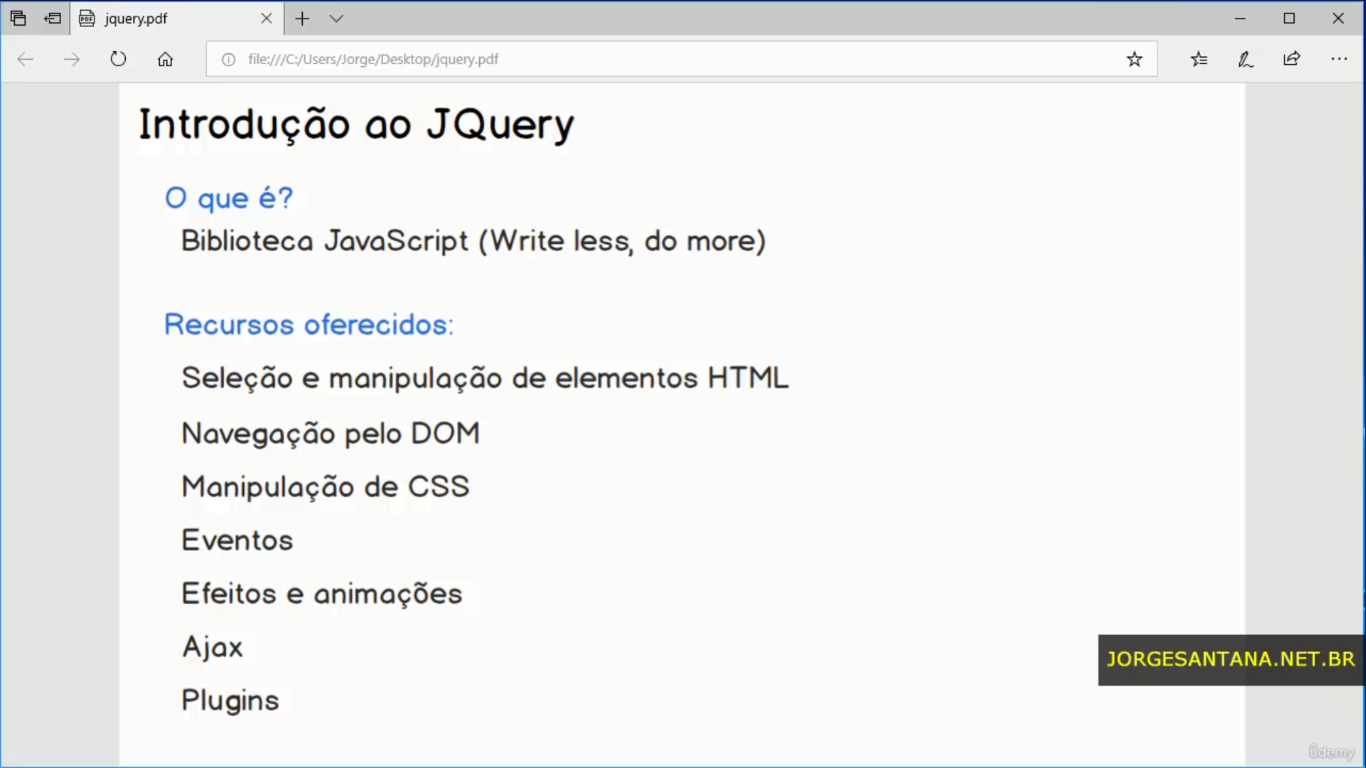 jquery.pdf
file:///C:/Users/Jorge/Desktop/jquery.pdf
Introdução ao JQuery
O que é?
Biblioteca JavaScript (Write less, do more)
Recursos oferecidos:
Seleção e manipulação de elementos HTML
Navegação pelo DOM
Manipulação de CSS
Eventos
Efeitos e animações
Ajax
Plugins
JORGESANTANA.NET.BR
ûdemy